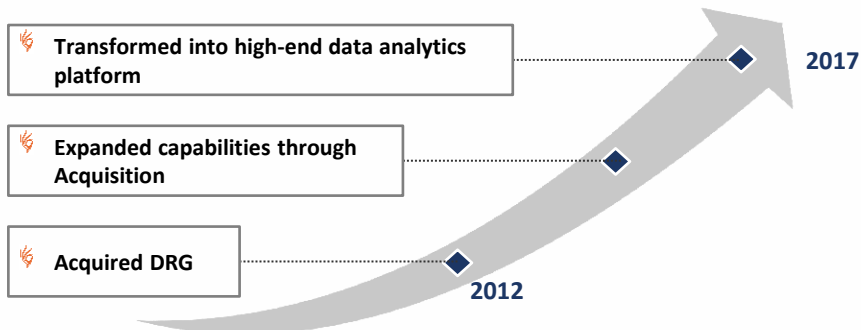 Transformed into high-end data analytics
platform
2017
Expanded capabilities through
Acquisition
Acquired DRG
2012